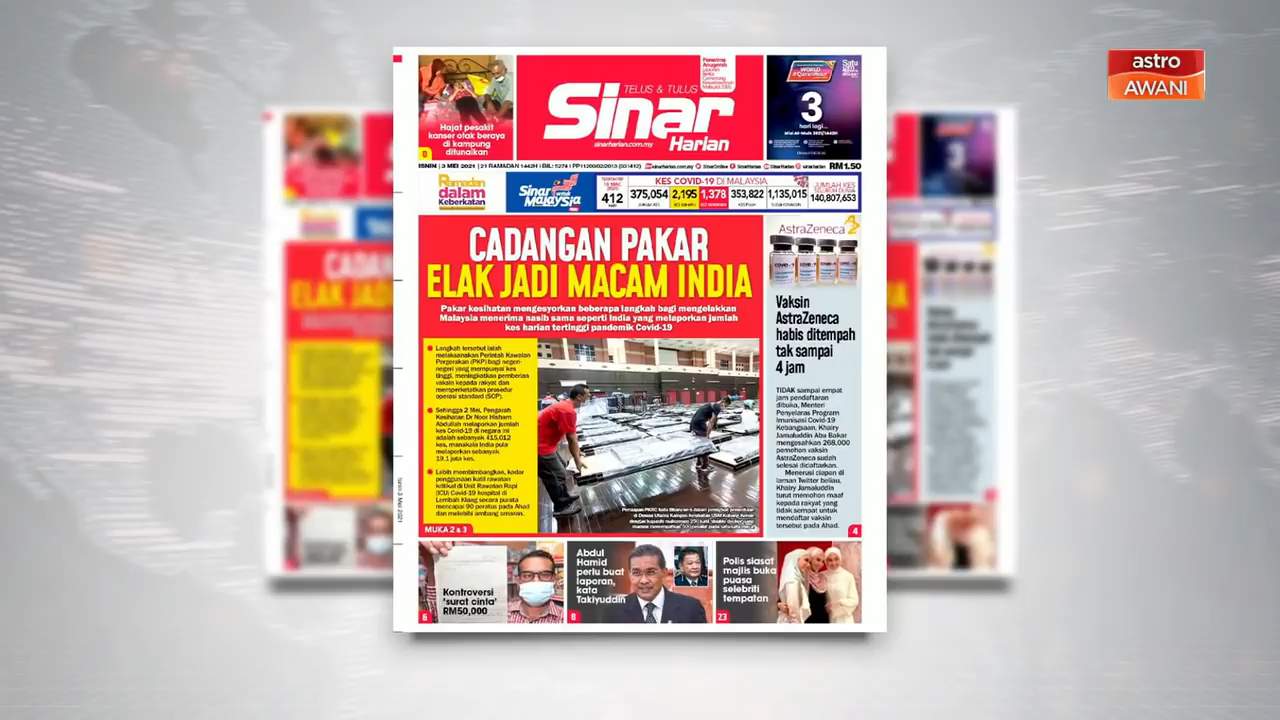 astro
AWANI
Hajat pesakit
kanser otak beraya
di kampung
ditunaikan
TELUS & TULUS
Sinar
Harian
sinarharian.com.my
Penerima
Anugerah
WORLD
#QuranHour
3
hari lagi...
ISNIN | 3 MEI 2021 | 21 RAMADAN 1442H | BIL: 5274 |
RM1.50
Ramadan
dalam
Keberkatan
Sinar
untuk
Malaysia
KES COVID-19 DI MALAYSIA
412
375,054
2,195
1,378
353,822
1,135,015
JUMLAH KES
SELURUH DUNIA
140,807,653
CADANGAN PAKAR
ELAK JADI MACAM INDIA
Pakar kesihatan mengesyorkan beberapa langkah bagi mengelakkan
Malaysia menerima nasib sama seperti India yang melaporkan jumlah
kes harian tertinggi pandemik Covid-19
Langkah tersebut ialah
melaksanakan Perintah Kawalan
Pergerakan (PKP) bagi negeri-
negeri yang mempunyai kes
tinggi, meningkatkan pemberian
vaksin kepada rakyat dan
memperketatkan prosedur
operasi standard (SOP).
Sehingga 2 Mei, Pengarah
Kesihatan Dr Noor Hisham
Abdullah melaporkan jumlah
kes Covid-19 di negara ini
adalah sebanyak 415,012
kes, manakala India pula
melaporkan sebanyak
19.1 juta kes.
Lebih membimbangkan, kadar
penggunaan katil rawatan
kritikal di Unit Rawatan Rapi
(ICU) Covid-19 hospital di
Lembah Klang secara purata
mencapai 90 peratus pada Ahad
dan melebihi ambang amaran.
MUKA 2 & 3
AstraZeneca
Vaksin
AstraZeneca
habis ditempah
tak sampai
4 jam
TIDAK sampai empat
jam pendaftaran
dibuka, Menteri
Penyelaras Program
Imunisasi Covid-19
Kebangsaan, Khairy
Jamaluddin Abu Bakar
mengesahkan 268,000
pemohon vaksin
AstraZeneca sudah
selesai didaftarkan.
Menerusi ciapan di
laman Twitter beliau,
Khairy Jamaluddin
turut memohon maaf
kepada rakyat yang
tidak sempat untuk
mendaftar vaksin
tersebut pada Ahad.
4
Kontroversi
'surat cinta'
RM50,000
Abdul
Hamid
perlu buat
laporan,
kata
Takiyuddin
8
Polis siasat
majlis buka
puasa
selebriti
tempatan
23